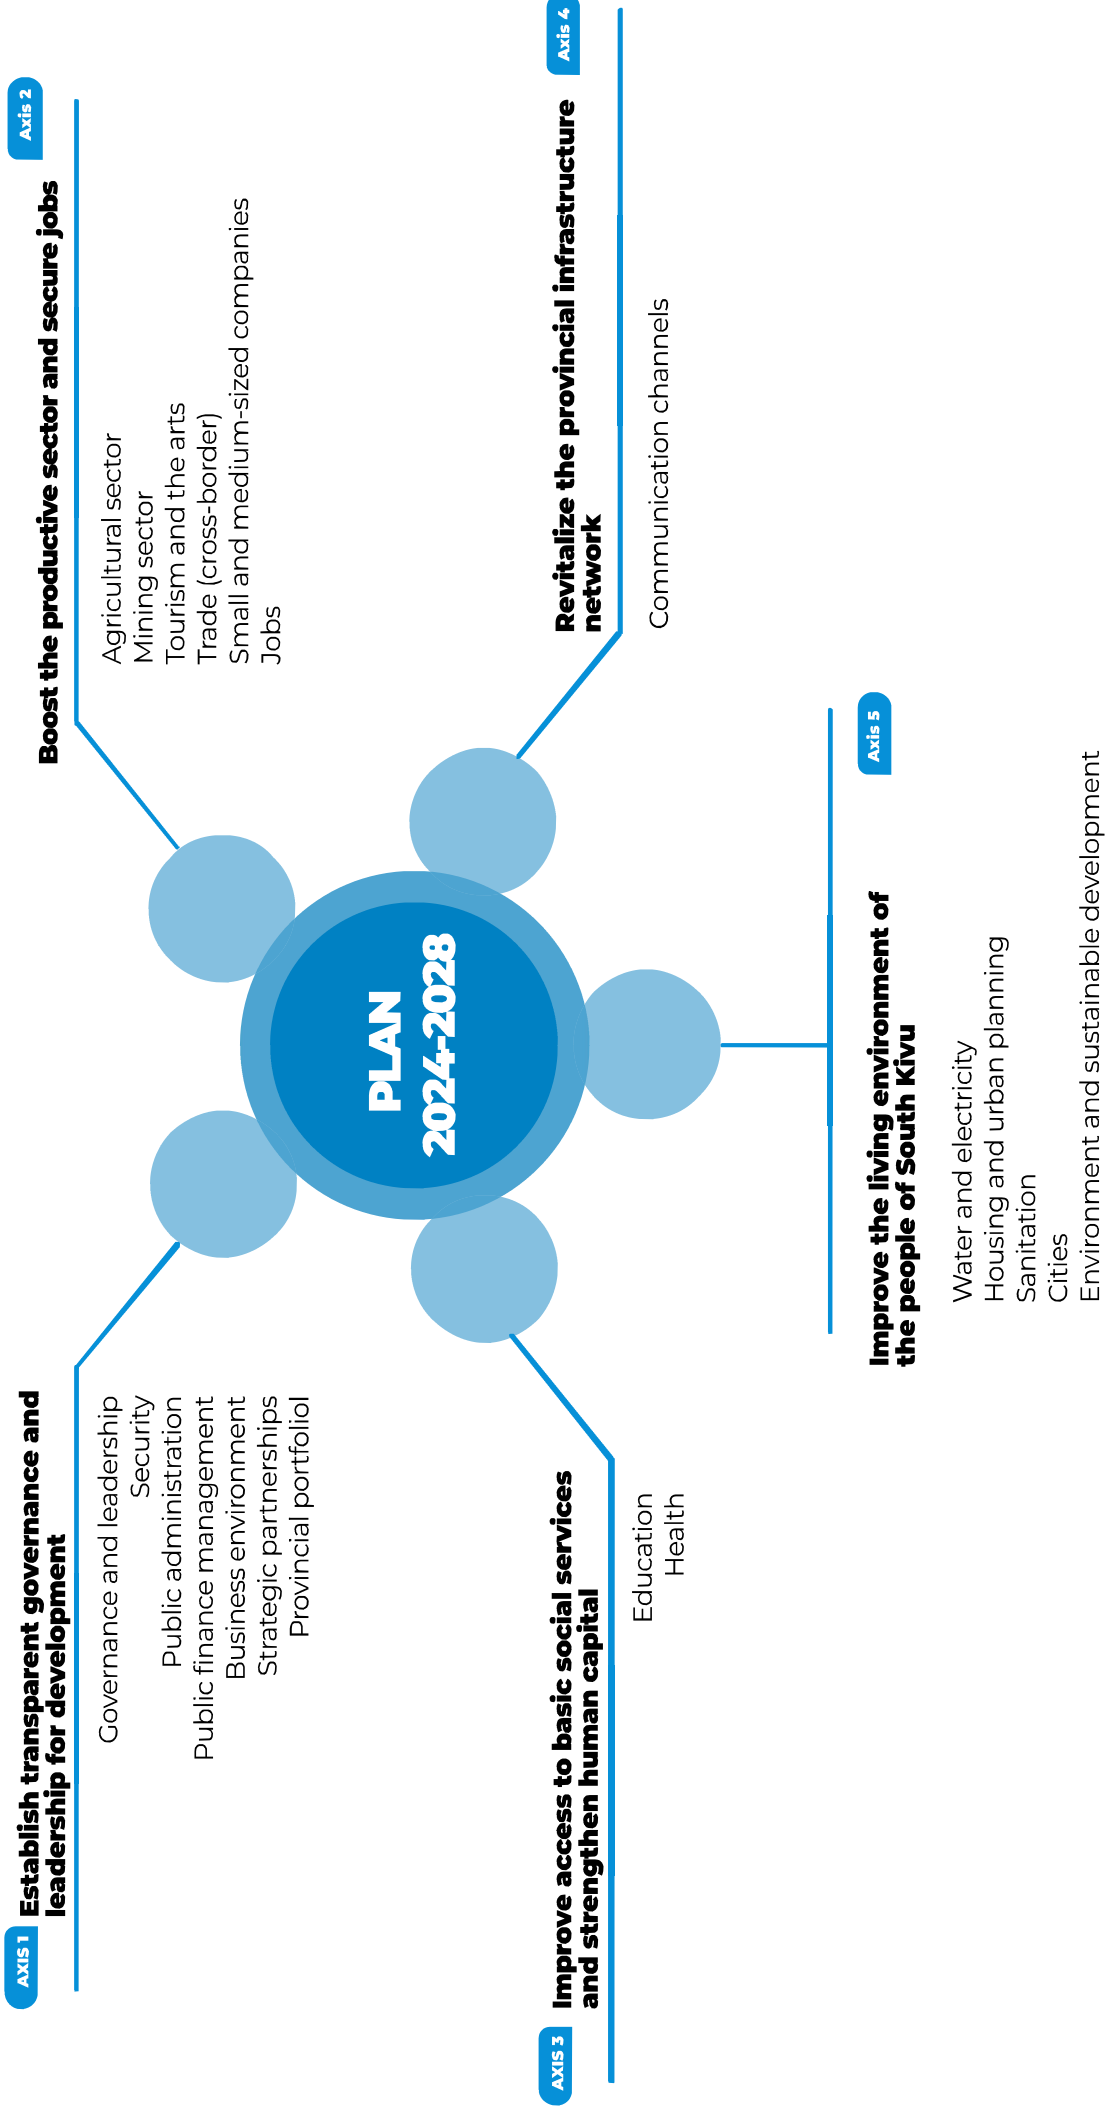 AXIS 1
Establish transparent governance and
leadership for development
Governance and leadership
Security
Public administration
Public finance management
Business environment
Strategic partnerships
Provincial portfoliol
Axis 2
Boost the productive sector and secure jobs
Agricultural sector
Mining sector
Tourism and the arts
Trade (cross-border)
Small and medium-sized companies
Jobs
PLAN
2024-2028
AXIS 3
Improve access to basic social services
and strengthen human capital
Education
Health
Axis 4
Revitalize the provincial infrastructure
network
Communication channels
Axis 5
Improve the living environment of
the people of South Kivu
Water and electricity
Housing and urban planning
Sanitation
Cities
Environment and sustainable development